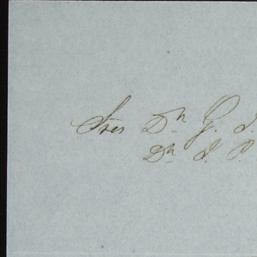 Sres Dn G. I.
Dn I. P.